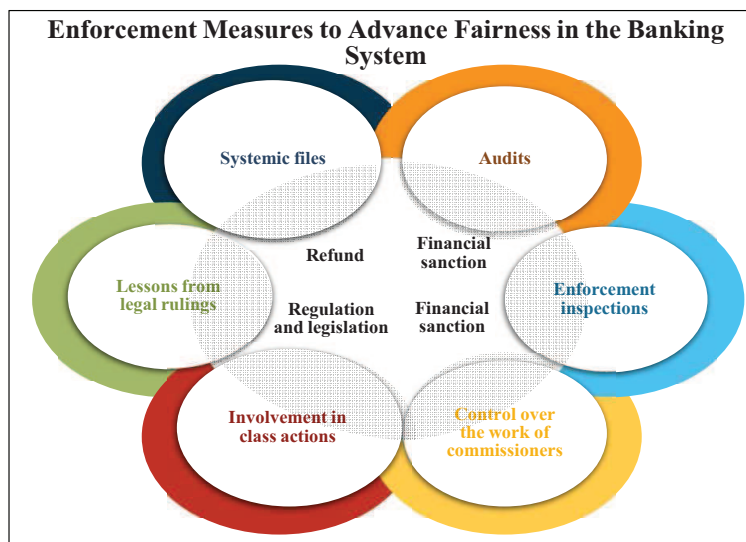 Enforcement Measures to Advance Fairness in the Banking
System
Systemic files
Audits
Refund
Financial
sanction
Lessons from
legal rulings
Regulation
and legislation
Financial
sanction
Enforcement
inspections
Involvement in
class actions
Control over
the work of
commissioners